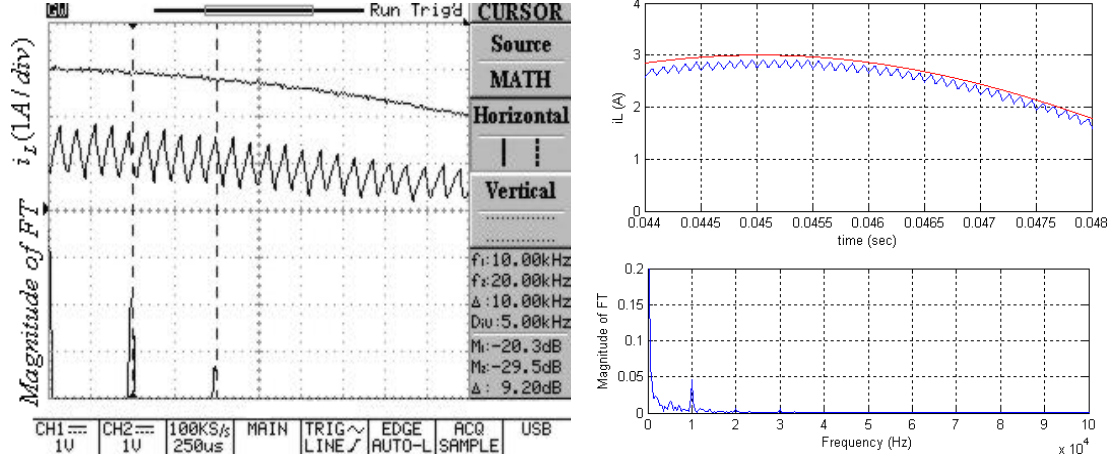 GW Run Trig'd CURSOR
Source
MATH
Horizontal
Vertical
f1:10.00kHz
f2:20.00kHz
Δ:10.00kHz
Div:5.00kHz
M1:-20.3dB
M2:-29.5dB
Δ: 9.20dB
Magnitude of FT iL(1A/div)
CH1 CH2 100KS/s MAIN TRIG∼ EDGE ACQ USB
1V 1V 250us LINE AUTO-L SAMPLE
4
3
2
1
0
iL (A)
0.044 0.0445 0.045 0.0455 0.046 0.0465 0.047 0.0475 0.048
time (sec)
0.2
0.15
0.1
0.05
0
Magnitude of FT
0 1 2 3 4 5 6 7 8 9 10
Frequency (Hz)
x 10^4